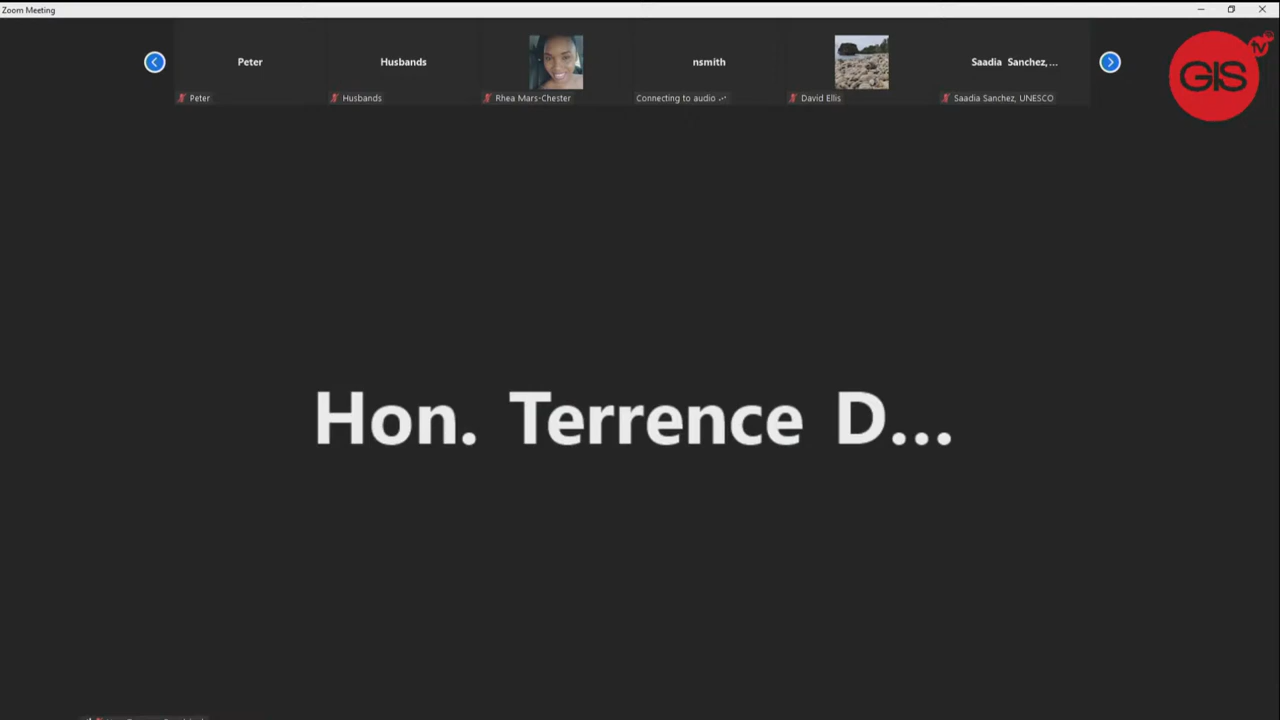 Zoom Meeting
Peter
Husbands
nsmith
Saadia Sanchez,...
Peter
Husbands
Rhea Mars-Chester
Connecting to audio
David Ellis
Saadia Sanchez, UNESCO
GIS
tv
Hon. Terrence D...